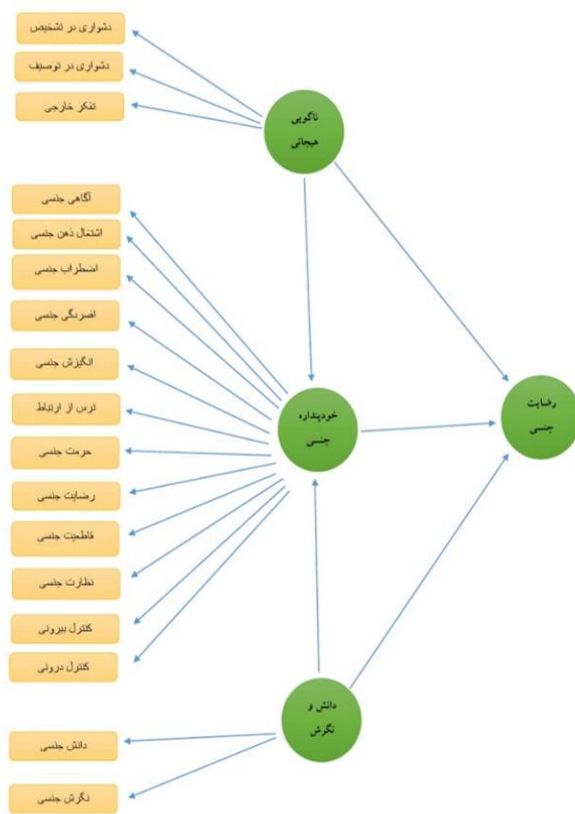 دشواری در تشخیص
دشواری در توصیف
تفکر خارجی
ناگویی
هیجانی
آگاهی جنسی
اشتغال ذهن جنسی
اضطراب جنسی
افسردگی جنسی
انگیزش جنسی
ترس از ارتباط
حرمت جنسی
رضایت جنسی
قاطعیت جنسی
نظارت جنسی
کنترل بیرونی
کنترل درونی
خودپنداره
جنسی
رضایت
جنسی
دانش و
نگرش
دانش جنسی
نگرش جنسی